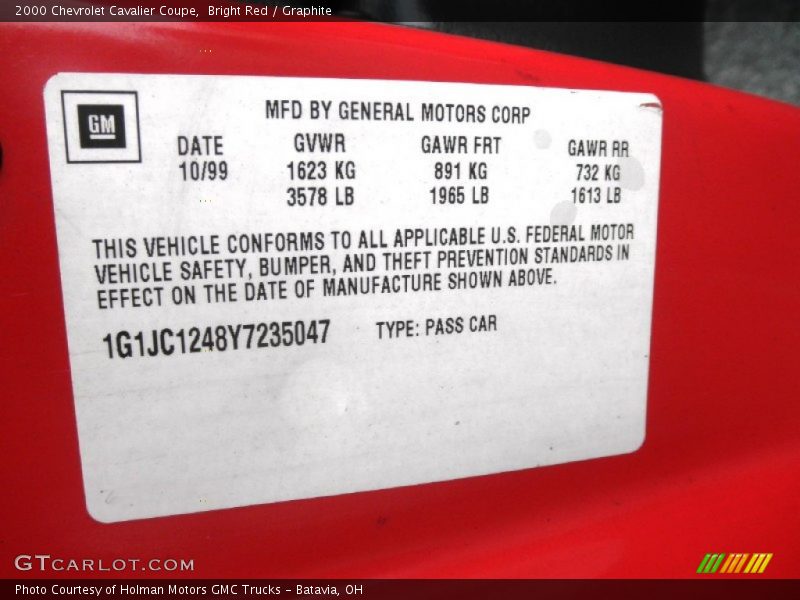 2000 Chevrolet Cavalier Coupe, Bright Red / Graphite
GM
MFD BY GENERAL MOTORS CORP
DATE GVWR GAWR FRT GAWR RR
10/99 1623 KG 891 KG 732 KG
3578 LB 1965 LB 1613 LB
THIS VEHICLE CONFORMS TO ALL APPLICABLE U.S. FEDERAL MOTOR
VEHICLE SAFETY, BUMPER, AND THEFT PREVENTION STANDARDS IN
EFFECT ON THE DATE OF MANUFACTURE SHOWN ABOVE.
1G1JC1248Y7235047 TYPE: PASS CAR
GTCARLOT.COM
Photo Courtesy of Holman Motors GMC Trucks - Batavia, OH